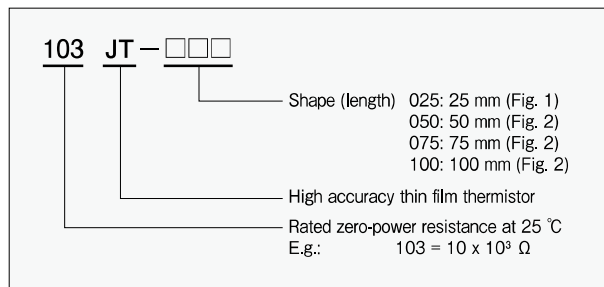 103 JT – □□□
Shape (length) 025: 25 mm (Fig. 1)
050: 50 mm (Fig. 2)
075: 75 mm (Fig. 2)
100: 100 mm (Fig. 2)
High accuracy thin film thermistor
Rated zero-power resistance at 25 ℃
E.g.: 103 = 10 x 10³ Ω